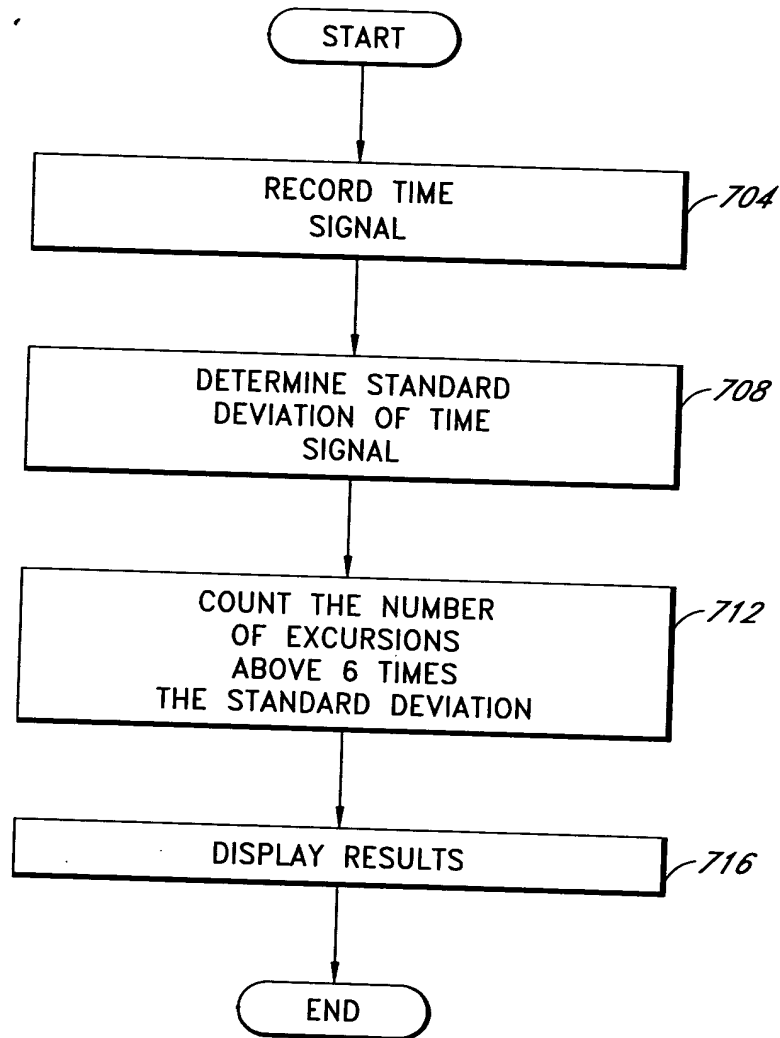 START
RECORD TIME
SIGNAL
704
DETERMINE STANDARD
DEVIATION OF TIME
SIGNAL
708
COUNT THE NUMBER
OF EXCURSIONS
ABOVE 6 TIMES
THE STANDARD DEVIATION
712
DISPLAY RESULTS
716
END